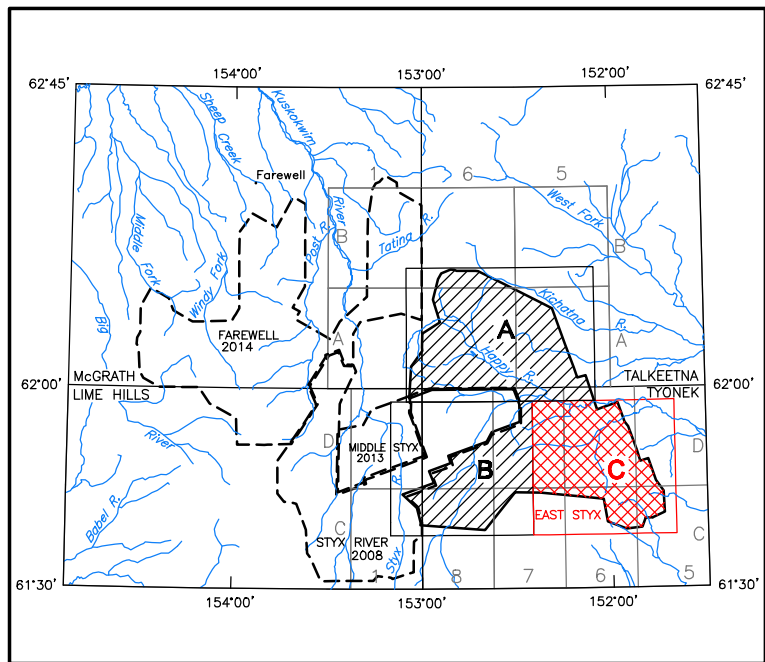 154°00' 153°00' 152°00'
62°45' 62°45'
Sheep Creek
Kuskokwim
River
Farewell
1 6 5
West Fork
Middle
Fork
Windy Fork
Post R.
B
Tatina R.
B
Big
River
Kichatna
R.
FAREWELL
2014
A
A
A
Happy
R.
McGRATH
TALKEETNA
62°00' 62°00'
LIME HILLS
TYONEK
D
MIDDLE STYX
2013
D
B
C
Babel R.
C
STYX RIVER
2008
EAST STYX
C
Styx
R.
1 8 7 6 5
61°30' 61°30'
154°00' 153°00' 152°00'